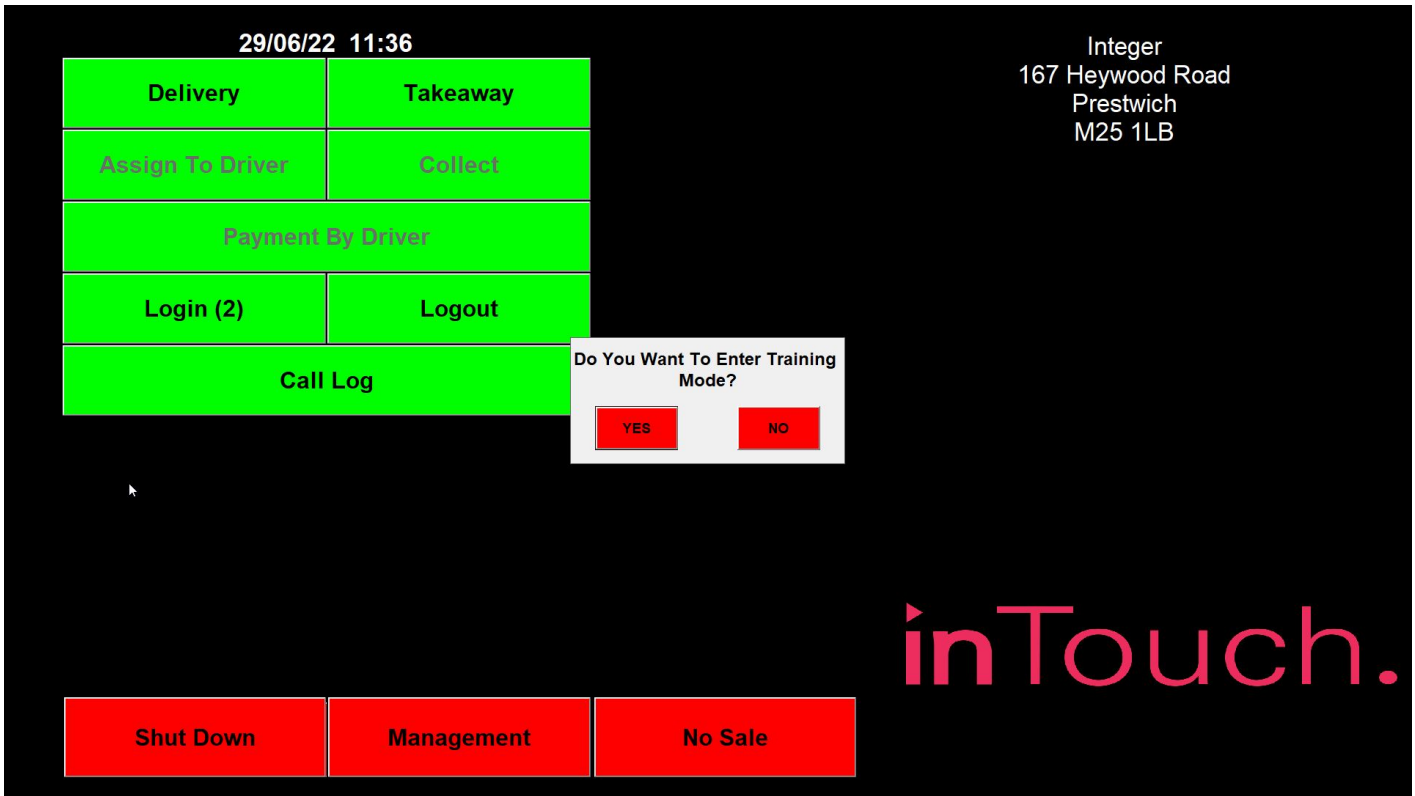 29/06/22 11:36
Delivery
Takeaway
Assign To Driver
Collect
Payment By Driver
Login (2)
Logout
Call Log
Integer
167 Heywood Road
Prestwich
M25 1LB
Do You Want To Enter Training
Mode?
YES
NO
inTouch.
Shut Down
Management
No Sale